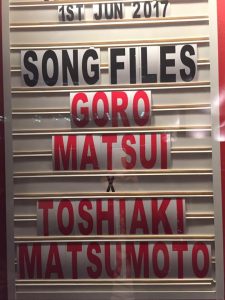 1ST JUN 2017
SONG FILES
GORO
MATSUI
X
TOSHIAKI
MATSUMOTO